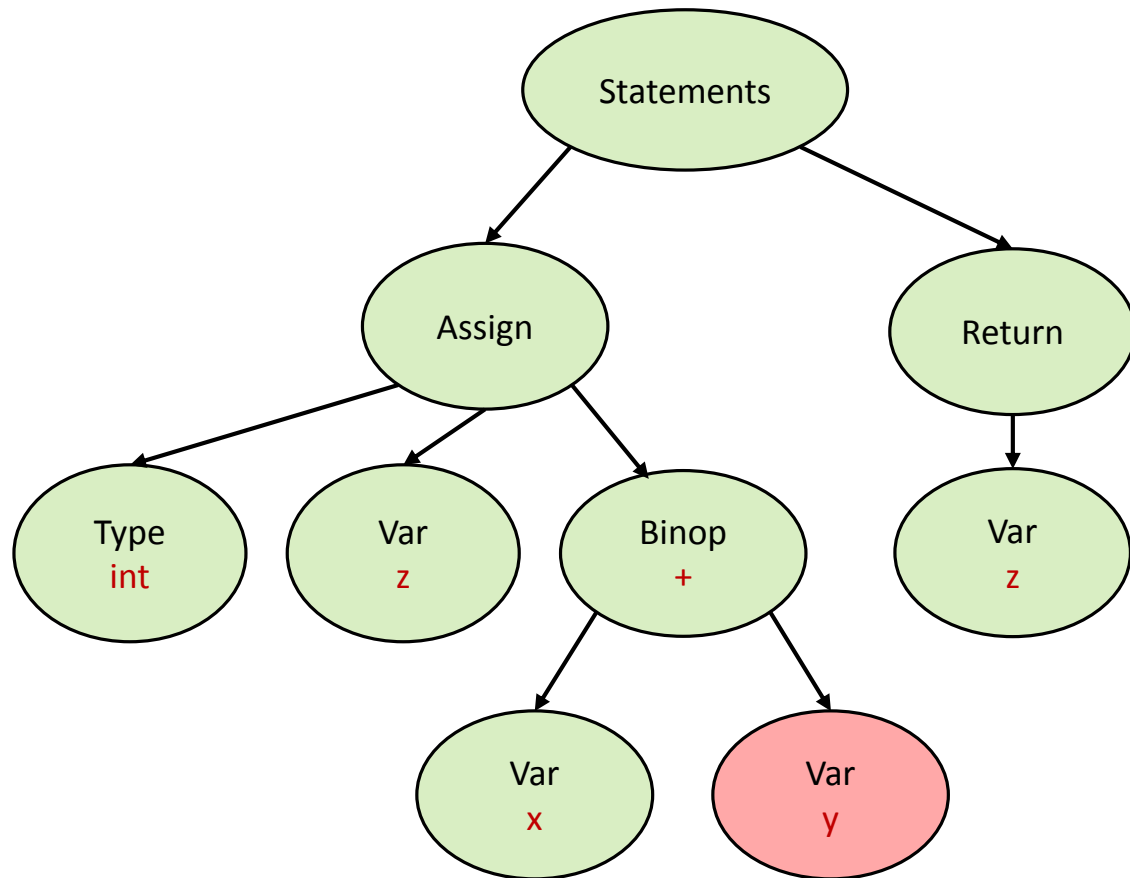 Statements
Assign
Return
Type
int
Var
z
Binop
+
Var
z
Var
x
Var
y